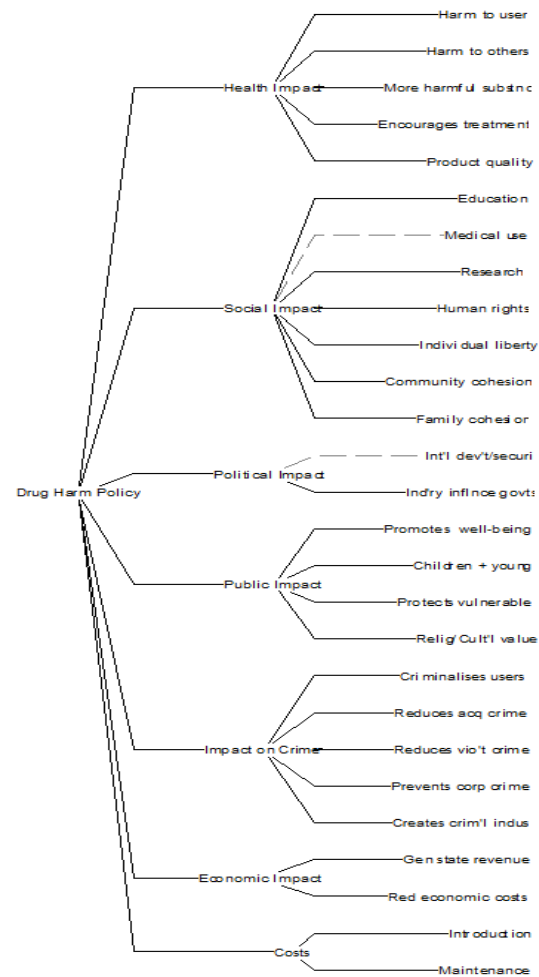 Harm to user
Harm to others
Health Impact
More harmful substnc
Encourages treatment
Product quality
Education
Medical use
Research
Social Impact
Human rights
Individual liberty
Community cohesion
Family cohesion
Int'l dev't/securi
Political Impact
Drug Harm Policy
Ind'ry inflnce govts
Promotes well-being
Children + young
Public Impact
Protects vulnerable
Relig/Cult'l value
Criminalises users
Reduces acq crime
Impact on Crime
Reduces vio't crime
Prevents corp crime
Creates crim'l indus
Gen state revenue
Economic Impact
Red economic costs
Introduction
Costs
Maintenance